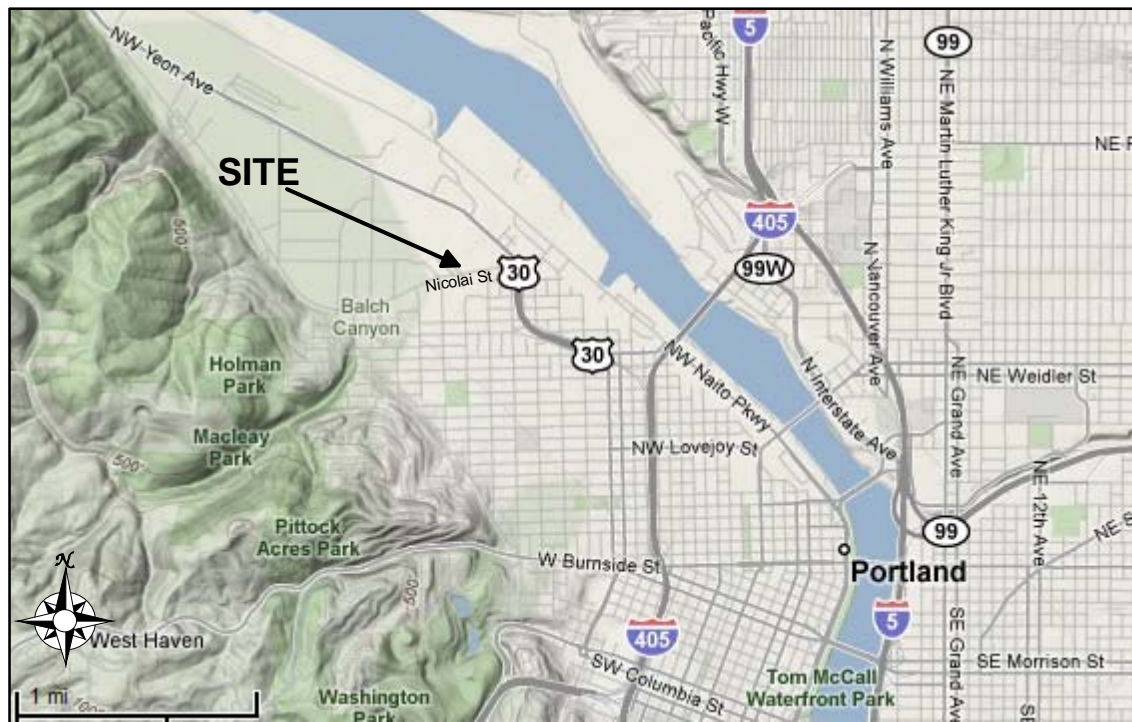 NW Yeon Ave
Pacific Hwy W
5
N Williams Ave
99
NE Martin Luther King Jr Blvd
SITE
405
99W
Nicolai St
30
500'
Balch
Canyon
N Vancouver Ave
30
Holman
Park
NW Naito Pkwy
N Interstate Ave
NE Weidler St
NE Grand Ave
Macleay
Park
500'
NW Lovejoy St
NE 12th Ave
Pittock
Acres Park
99
N
W Burnside St
Portland
West Haven
405
5
SE Grand Ave
SW Columbia St
SE Morrison St
Tom McCall
Waterfront Park
1 mi
Washington
Park
SE